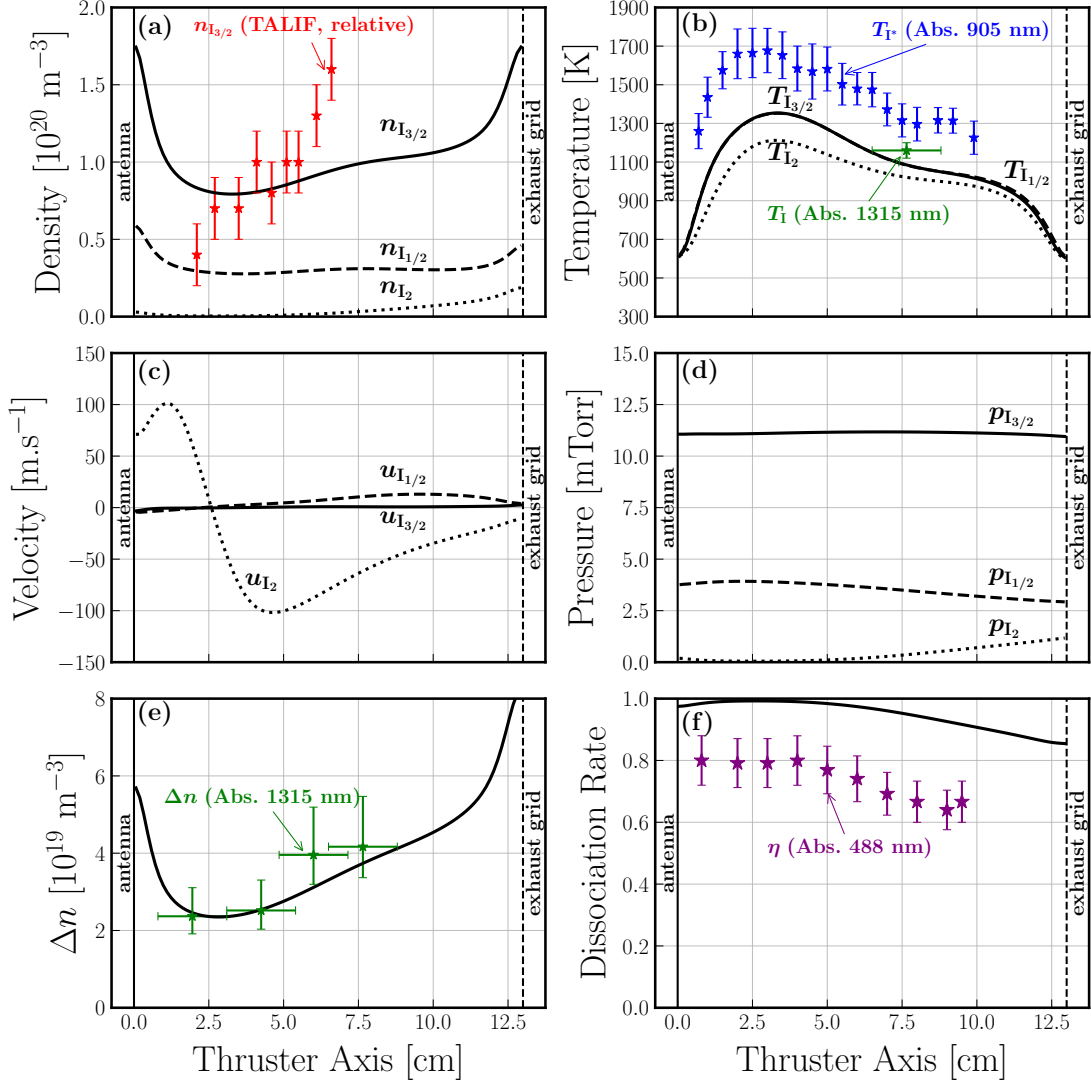 (a)
n_{I_{3/2}} (TALIF, relative)
n_{I_{3/2}}
n_{I_{1/2}}
n_{I_2}
antenna
exhaust grid
Density [10^{20} m^{−3}]
2.0
1.5
1.0
0.5
0.0
(b)
T_{I*} (Abs. 905 nm)
T_{I_{3/2}}
T_{I_2}
T_{I_{1/2}}
T_I (Abs. 1315 nm)
antenna
exhaust grid
Temperature [K]
1900
1700
1500
1300
1100
900
700
500
300
(c)
u_{I_{1/2}}
u_{I_{3/2}}
u_{I_2}
antenna
exhaust grid
Velocity [m.s^{−1}]
150
100
50
0
−50
−100
−150
(d)
p_{I_{3/2}}
p_{I_{1/2}}
p_{I_2}
antenna
exhaust grid
Pressure [mTorr]
15.0
12.5
10.0
7.5
5.0
2.5
0.0
(e)
Δn (Abs. 1315 nm)
antenna
exhaust grid
Δn [10^{19} m^{−3}]
8
6
4
2
0
0.0 2.5 5.0 7.5 10.0 12.5
Thruster Axis [cm]
(f)
η (Abs. 488 nm)
antenna
exhaust grid
Dissociation Rate
1.0
0.8
0.6
0.4
0.2
0.0
0.0 2.5 5.0 7.5 10.0 12.5
Thruster Axis [cm]